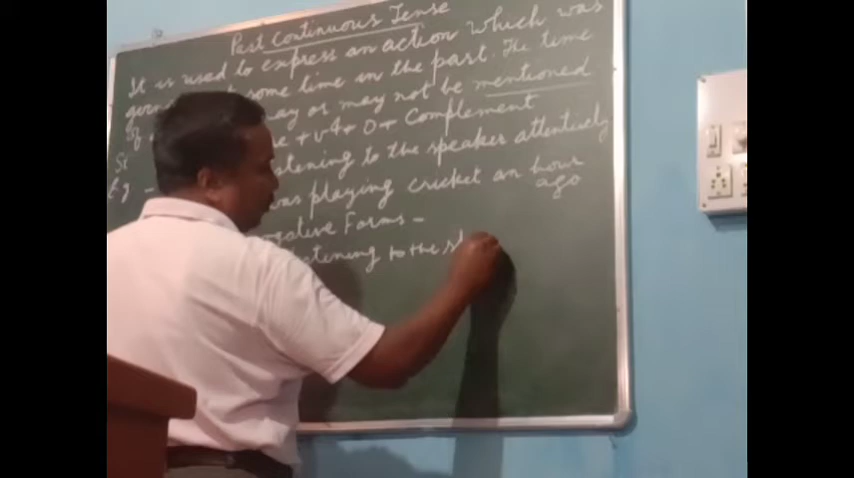 Past Continuous Tense
It is used to express an action which was
some time in the past. The time
of may or may not be mentioned
+ V4 + O + Complement
Eg - listening to the speaker attentively
was playing cricket an hour
ago
Forms -
listening to the